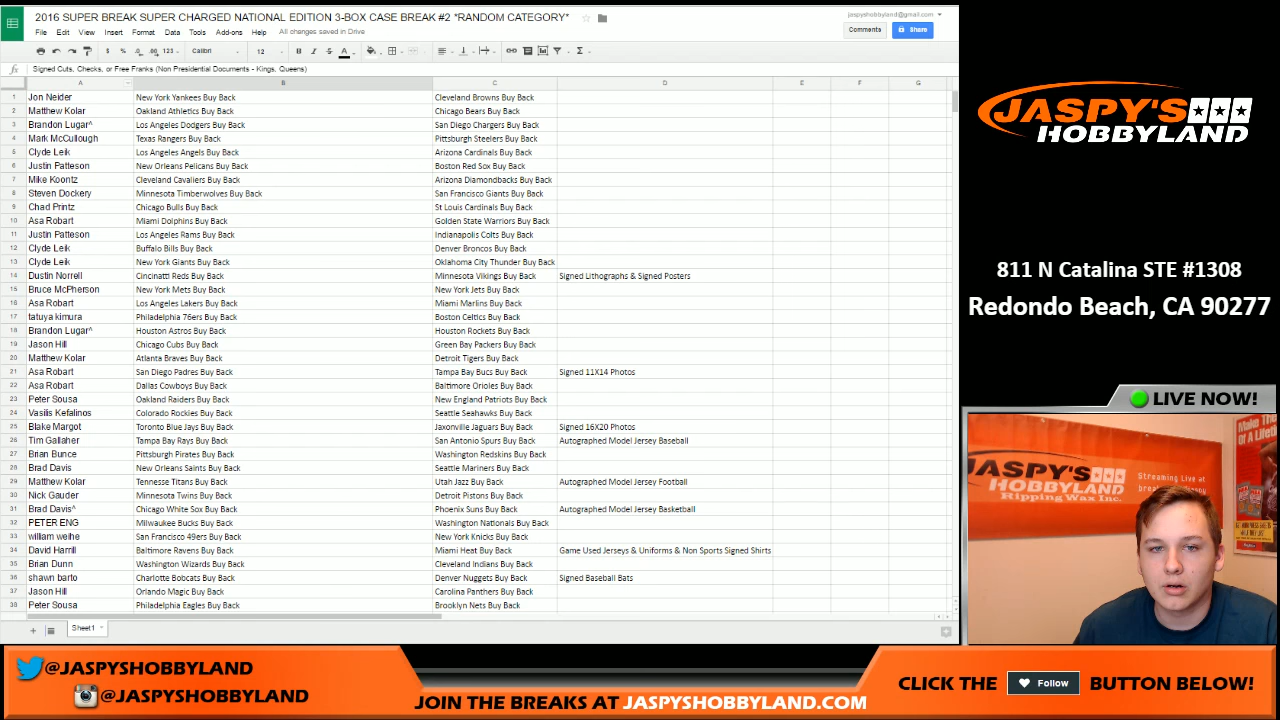 2016 SUPER BREAK SUPER CHARGED NATIONAL EDITION 3-BOX CASE BREAK #2 *RANDOM CATEGORY*
jaspyshobbyland@gmail.com
File Edit View Insert Format Data Tools Add-ons Help All changes saved in Drive
Comments Share
$ % .0 .00 123 Calibri 12 B I S A
fx Signed Cuts, Checks, or Free Franks (Non Presidential Documents - Kings, Queens)
A B C D E F G
1 Jon Neider New York Yankees Buy Back Cleveland Browns Buy Back
2 Matthew Kolar Oakland Athletics Buy Back Chicago Bears Buy Back
3 Brandon Lugar^ Los Angeles Dodgers Buy Back San Diego Chargers Buy Back
4 Mark McCullough Texas Rangers Buy Back Pittsburgh Steelers Buy Back
5 Clyde Leik Los Angeles Angels Buy Back Arizona Cardinals Buy Back
6 Justin Patteson New Orleans Pelicans Buy Back Boston Red Sox Buy Back
7 Mike Koontz Cleveland Cavaliers Buy Back Arizona Diamondbacks Buy Back
8 Steven Dockery Minnesota Timberwolves Buy Back San Francisco Giants Buy Back
9 Chad Printz Chicago Bulls Buy Back St Louis Cardinals Buy Back
10 Asa Robart Miami Dolphins Buy Back Golden State Warriors Buy Back
11 Justin Patteson Los Angeles Rams Buy Back Indianapolis Colts Buy Back
12 Clyde Leik Buffalo Bills Buy Back Denver Broncos Buy Back
13 Clyde Leik New York Giants Buy Back Oklahoma City Thunder Buy Back
14 Dustin Norrell Cincinatti Reds Buy Back Minnesota Vikings Buy Back Signed Lithographs & Signed Posters
15 Bruce McPherson New York Mets Buy Back New York Jets Buy Back
16 Asa Robart Los Angeles Lakers Buy Back Miami Marlins Buy Back
17 tatuya kimura Philadelphia 76ers Buy Back Boston Celtics Buy Back
18 Brandon Lugar^ Houston Astros Buy Back Houston Rockets Buy Back
19 Jason Hill Chicago Cubs Buy Back Green Bay Packers Buy Back
20 Matthew Kolar Atlanta Braves Buy Back Detroit Tigers Buy Back
21 Asa Robart San Diego Padres Buy Back Tampa Bay Bucs Buy Back Signed 11X14 Photos
22 Asa Robart Dallas Cowboys Buy Back Baltimore Orioles Buy Back
23 Peter Sousa Oakland Raiders Buy Back New England Patriots Buy Back
24 Vasilis Kefalinos Colorado Rockies Buy Back Seattle Seahawks Buy Back
25 Blake Margot Toronto Blue Jays Buy Back Jaxonville Jaguars Buy Back Signed 16X20 Photos
26 Tim Gallaher Tampa Bay Rays Buy Back San Antonio Spurs Buy Back Autographed Model Jersey Baseball
27 Brian Bunce Pittsburgh Pirates Buy Back Washington Redskins Buy Back
28 Brad Davis New Orleans Saints Buy Back Seattle Mariners Buy Back
29 Matthew Kolar Tennesse Titans Buy Back Utah Jazz Buy Back Autographed Model Jersey Football
30 Nick Gauder Minnesota Twins Buy Back Detroit Pistons Buy Back
31 Brad Davis^ Chicago White Sox Buy Back Phoenix Suns Buy Back Autographed Model Jersey Basketball
32 PETER ENG Milwaukee Bucks Buy Back Washington Nationals Buy Back
33 william weihe San Francisco 49ers Buy Back New York Knicks Buy Back
34 David Harrill Baltimore Ravens Buy Back Miami Heat Buy Back Game Used Jerseys & Uniforms & Non Sports Signed Shirts
35 Brian Dunn Washington Wizards Buy Back Cleveland Indians Buy Back
36 shawn barto Charlotte Bobcats Buy Back Denver Nuggets Buy Back Signed Baseball Bats
37 Jason Hill Orlando Magic Buy Back Carolina Panthers Buy Back
38 Peter Sousa Philadelphia Eagles Buy Back Brooklyn Nets Buy Back
Sheet1
JASPY'S
HOBBYLAND
811 N Catalina STE #1308
Redondo Beach, CA 90277
LIVE NOW!
JASPY'S
HOBBYLAND
Ripping Wax Inc.
Streaming Live at
@JASPYSHOBBYLAND
@JASPYSHOBBYLAND
JOIN THE BREAKS AT JASPYSHOBBYLAND.COM
CLICK THE Follow BUTTON BELOW!